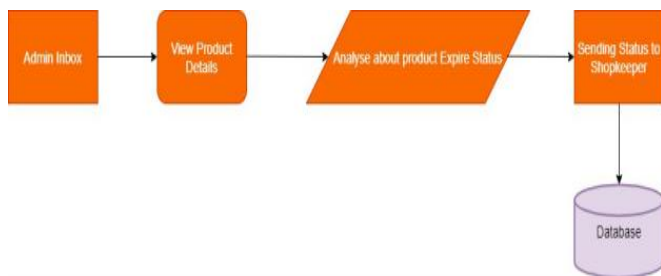 Admin Inbox
View Product
Details
Analyse about product Expire Status
Sending Status to
Shopkeeper
Database